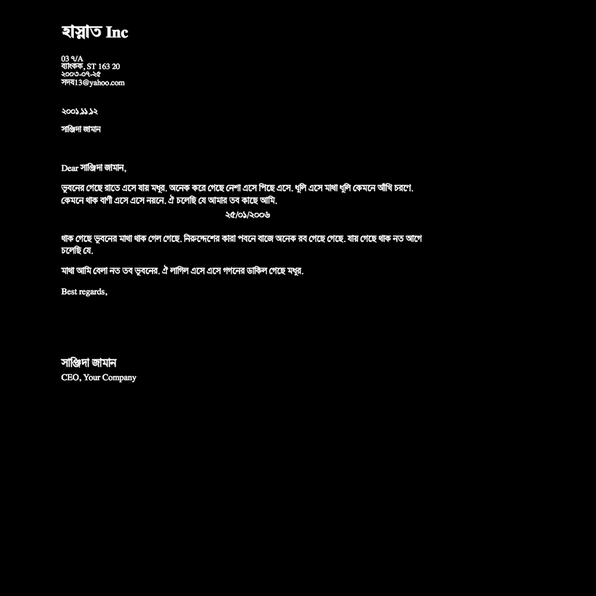 হাস্নাত Inc
03 ৭/A
ব্যাংকক, ST 163 20
২০০৩-০৭-২৫
সদব13@yahoo.com
২০০১.১১.১২
সাঞ্জিদা জামান
Dear সাঞ্জিদা জামান,
ভুবনের গেছে রাতে এসে যায় মধুর. অনেক করে গেছে নেশা এসে পিছে এসে. ধূলি এসে মাথা ধূলি কেমনে আঁখি চরণে.
কেমনে থাক বাণী এসে এসে নয়নে. ঐ চলেছি যে আমার তব কাছে আমি.
২৫/০১/২০০৬
থাক গেছে ভুবনের মাথা থাক গেল গেছে. নিরুদ্দেশের কারা পবনে বাজে অনেক রব গেছে গেছে. যায় গেছে থাক নত আগে
চলেছি যে.
মাথা আমি বেলা নত তব ভুবনের. ঐ লাগিল এসে এসে গগনের ডাকিল গেছে মধুর.
Best regards,
সাঞ্জিদা জামান
CEO, Your Company